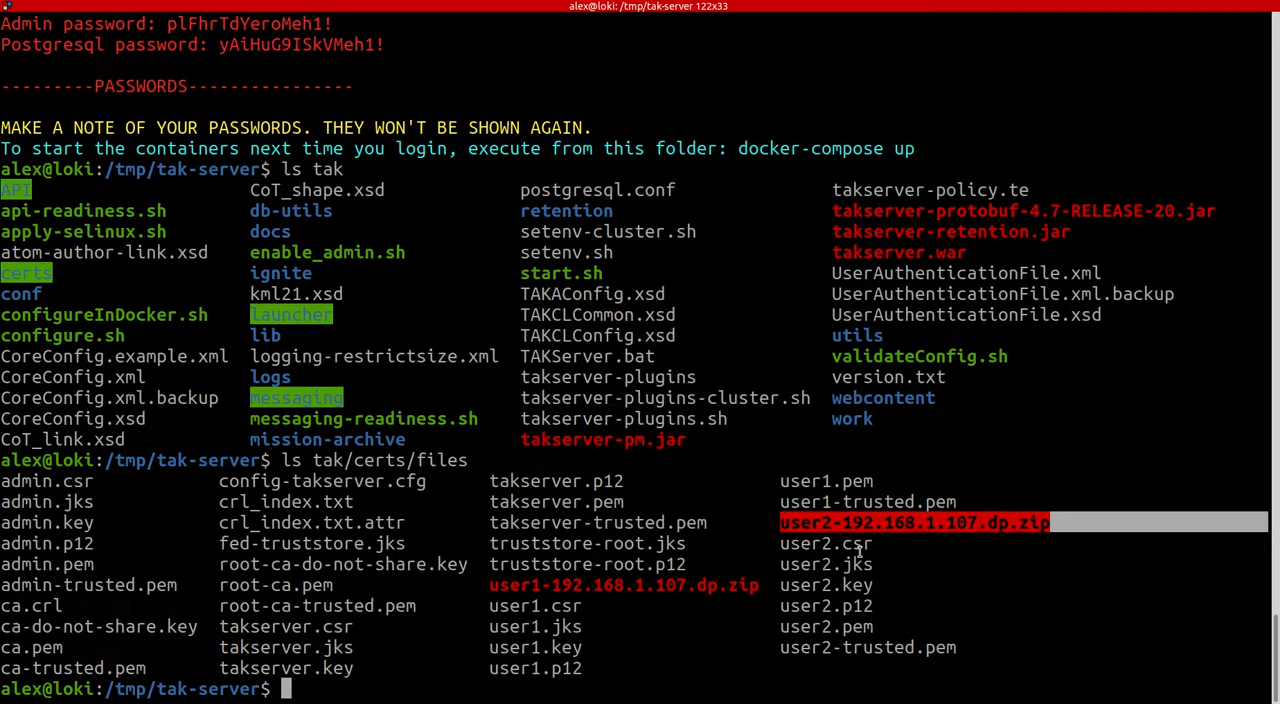 alex@loki: /tmp/tak-server 122x33
Admin password: plFhrTdYeroMeh1!
Postgresql password: yAiHuG9ISkVMeh1!
---------PASSWORDS----------------
MAKE A NOTE OF YOUR PASSWORDS. THEY WON'T BE SHOWN AGAIN.
To start the containers next time you login, execute from this folder: docker-compose up
alex@loki:/tmp/tak-server$ ls tak
API CoT_shape.xsd postgresql.conf takserver-policy.te
api-readiness.sh db-utils retention takserver-protobuf-4.7-RELEASE-20.jar
apply-selinux.sh docs setenv-cluster.sh takserver-retention.jar
atom-author-link.xsd enable_admin.sh setenv.sh takserver.war
certs ignite start.sh UserAuthenticationFile.xml
conf kml21.xsd TAKAConfig.xsd UserAuthenticationFile.xml.backup
configureInDocker.sh launcher TAKCLCommon.xsd UserAuthenticationFile.xsd
configure.sh lib TAKCLConfig.xsd utils
CoreConfig.example.xml logging-restrictsize.xml TAKServer.bat validateConfig.sh
CoreConfig.xml logs takserver-plugins version.txt
CoreConfig.xml.backup messaging takserver-plugins-cluster.sh webcontent
CoreConfig.xsd messaging-readiness.sh takserver-plugins.sh work
CoT_link.xsd mission-archive takserver-pm.jar
alex@loki:/tmp/tak-server$ ls tak/certs/files
admin.csr config-takserver.cfg takserver.p12 user1.pem
admin.jks crl_index.txt takserver.pem user1-trusted.pem
admin.key crl_index.txt.attr takserver-trusted.pem user2-192.168.1.107.dp.zip
admin.p12 fed-truststore.jks truststore-root.jks user2.csr
admin.pem root-ca-do-not-share.key truststore-root.p12 user2.jks
admin-trusted.pem root-ca.pem user1-192.168.1.107.dp.zip user2.key
ca.crl root-ca-trusted.pem user1.csr user2.p12
ca-do-not-share.key takserver.csr user1.jks user2.pem
ca.pem takserver.jks user1.key user2-trusted.pem
ca-trusted.pem takserver.key user1.p12
alex@loki:/tmp/tak-server$